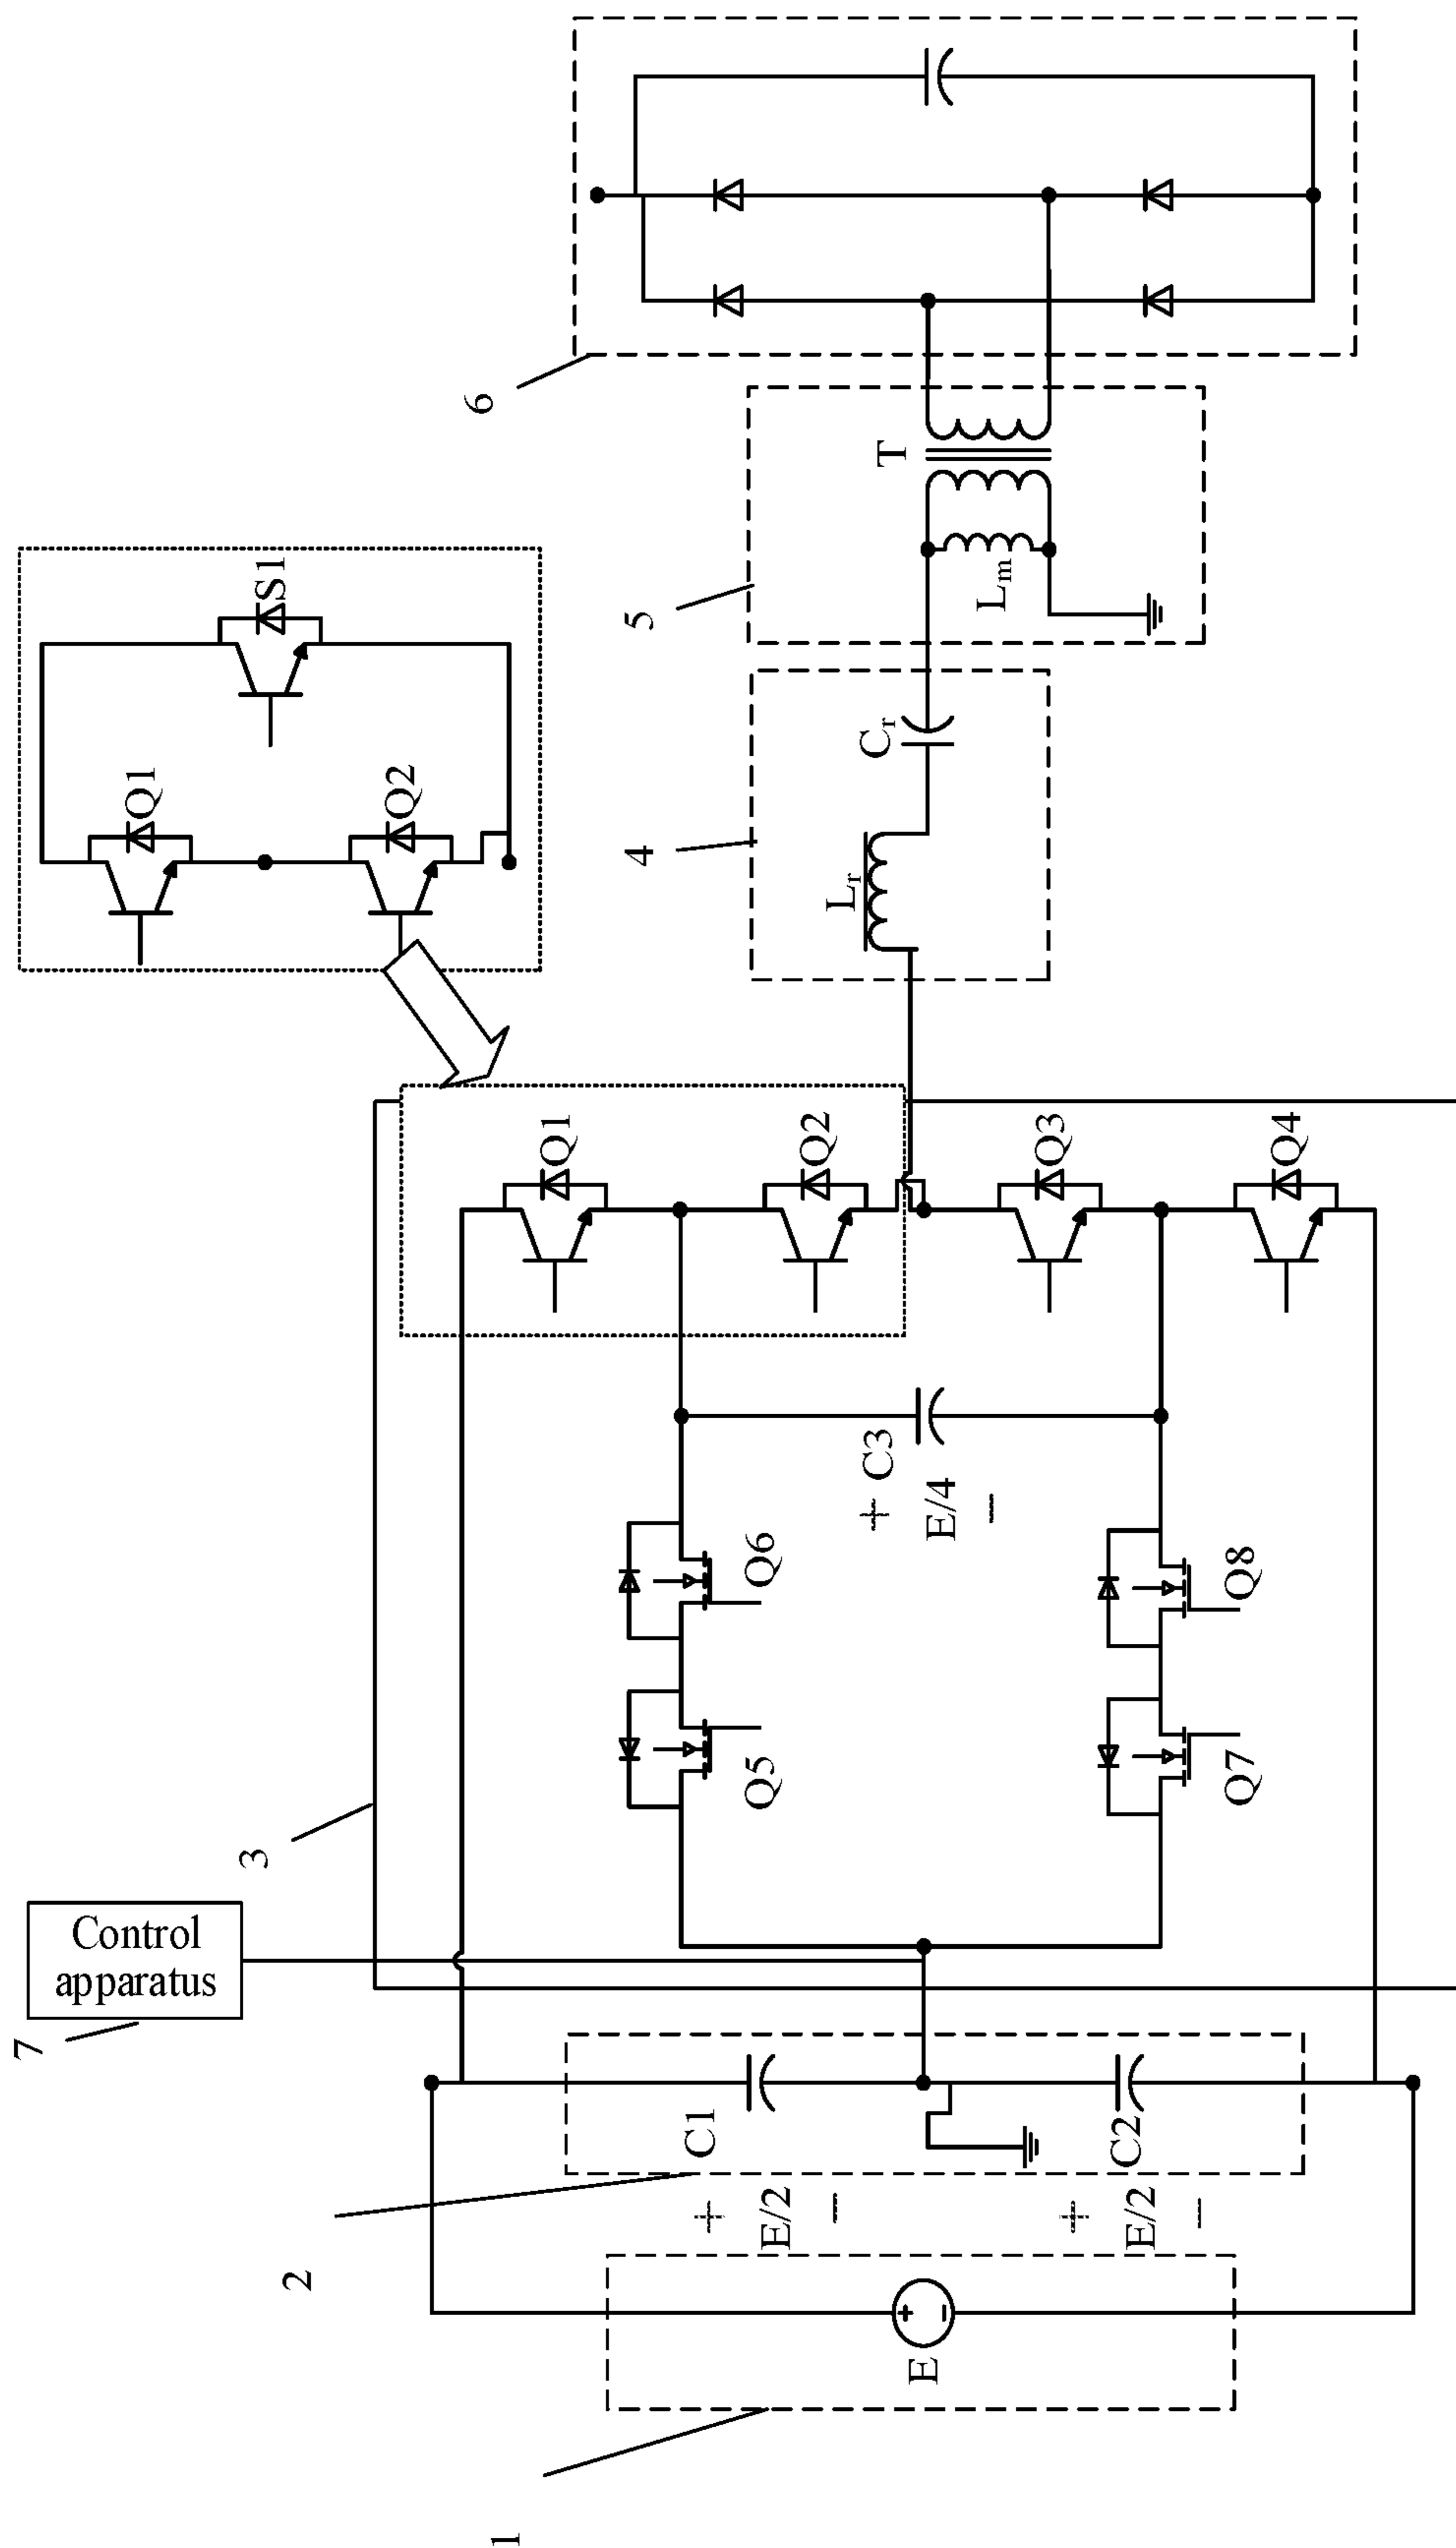 6
T
S1
Q1
Q2
5
Lm
Cr
4
Lr
Q1
Q2
Q3
Q4
+ C3
E/4
−
Q6
Q8
Q5
Q7
3
Control
apparatus
7
C1
C2
+
E/2
−
+
E/2
−
2
+
−
E
1